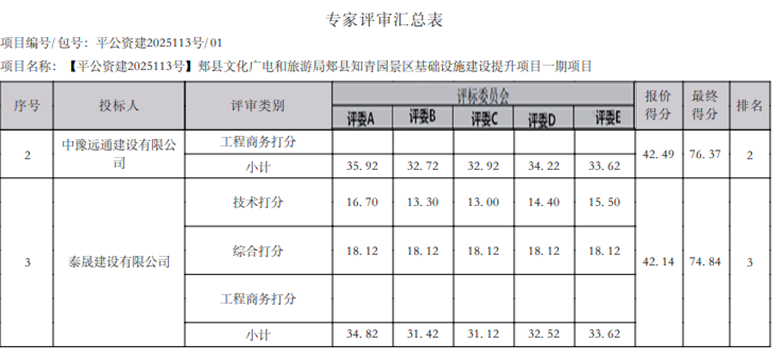 专家评审汇总表
项目编号/包号：平公资建2025113号/01
项目名称：【平公资建2025113号】郏县文化广电和旅游局郏县知青园景区基础设施建设提升项目一期项目
序号 投标人 评审类别 评标委员会 报价得分 最终得分 排名
评委A 评委B 评委C 评委D 评委E
2 中豫远通建设有限公司 工程商务打分 42.49 76.37 2
小计 35.92 32.72 32.92 34.22 33.62
3 泰晟建设有限公司 技术打分 16.70 13.30 13.00 14.40 15.50 42.14 74.84 3
综合打分 18.12 18.12 18.12 18.12 18.12
工程商务打分
小计 34.82 31.42 31.12 32.52 33.62